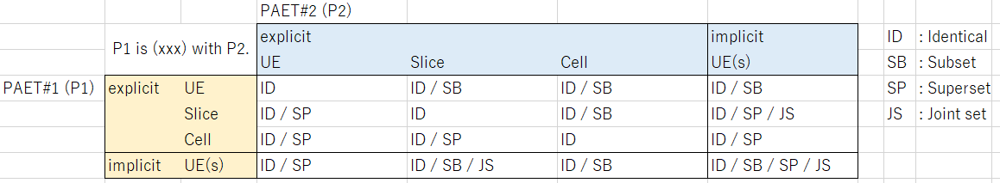 PAET#2 (P2)
P1 is (xxx) with P2.
explicit implicit
UE Slice Cell UE(s)
PAET#1 (P1) explicit UE ID ID / SB ID / SB ID / SB
Slice ID / SP ID ID / SB ID / SP / JS
Cell ID / SP ID / SP ID ID / SP
implicit UE(s) ID / SP ID / SB / JS ID / SB ID / SB / SP / JS
ID : Identical
SB : Subset
SP : Superset
JS : Joint set